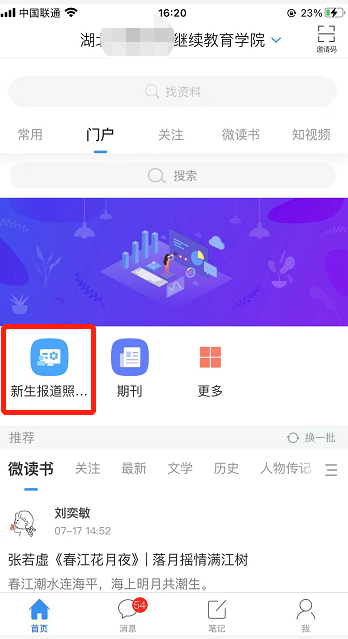 中国联通
16:20
23%
湖北
继续教育学院
邀请码
找资料
常用 门户 关注 微读书 知视频
搜索
新生报道照... 期刊 更多
推荐 换一批
微读书 关注 最新 文学 历史 人物传记
刘奕敏
07-17 14:52
张若虚《春江花月夜》| 落月摇情满江树
春江潮水连海平，海上明月共潮生。
54
首页 消息 笔记 我